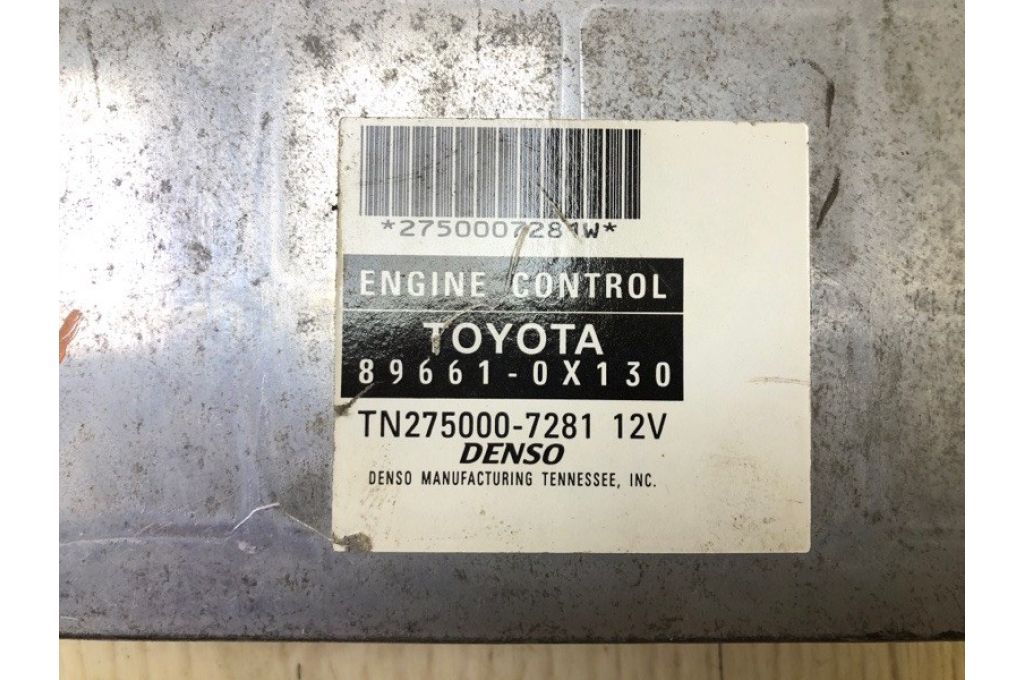 *2750007281W*
ENGINE CONTROL
TOYOTA
89661-0X130
TN275000-7281 12V
DENSO
DENSO MANUFACTURING TENNESSEE, INC.